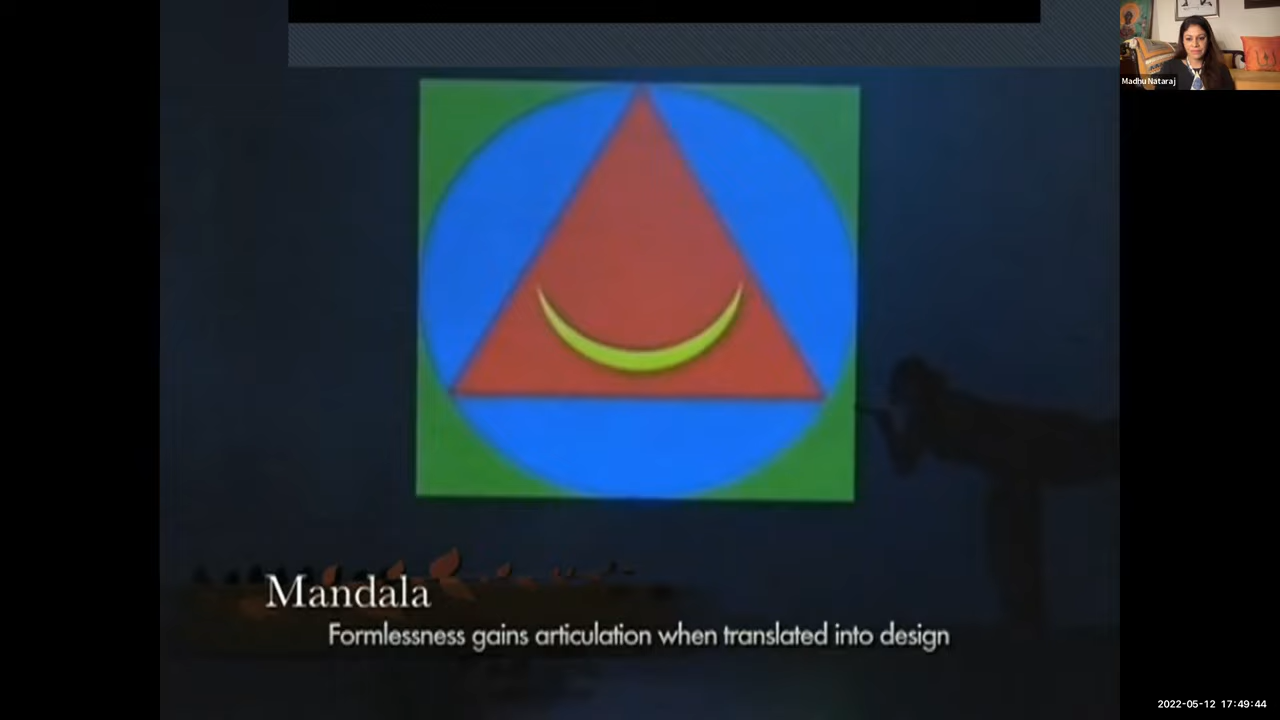 Madhu Nataraj
Mandala
Formlessness gains articulation when translated into design
2022-05-12 17:49:44